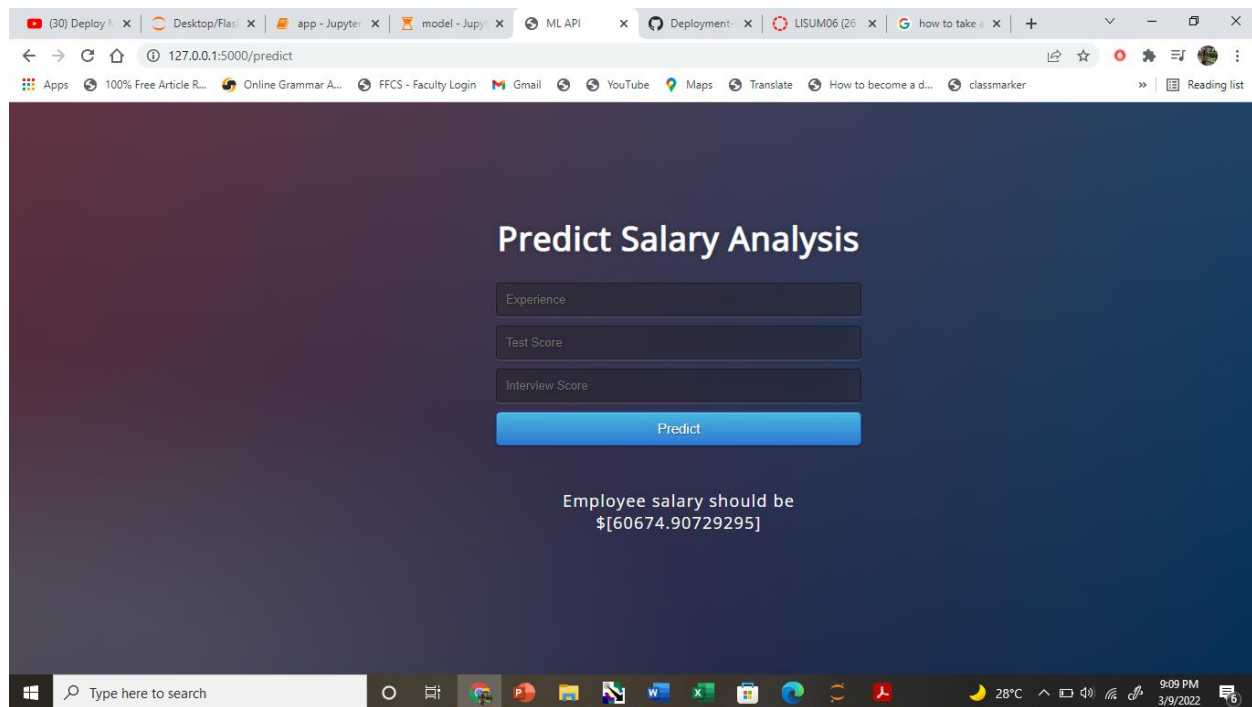 (30) Deploy M
Desktop/Flas
app - Jupyter
model - Jupy
ML API
Deployment
LISUM06 (26
how to take a
127.0.0.1:5000/predict
Apps
100% Free Article R...
Online Grammar A...
FFCS - Faculty Login
Gmail
YouTube
Maps
Translate
How to become a d...
classmarker
»
Reading list
Predict Salary Analysis
Experience
Test Score
Interview Score
Predict
Employee salary should be
$[60674.90729295]
Type here to search
28°C
9:09 PM
3/9/2022
6